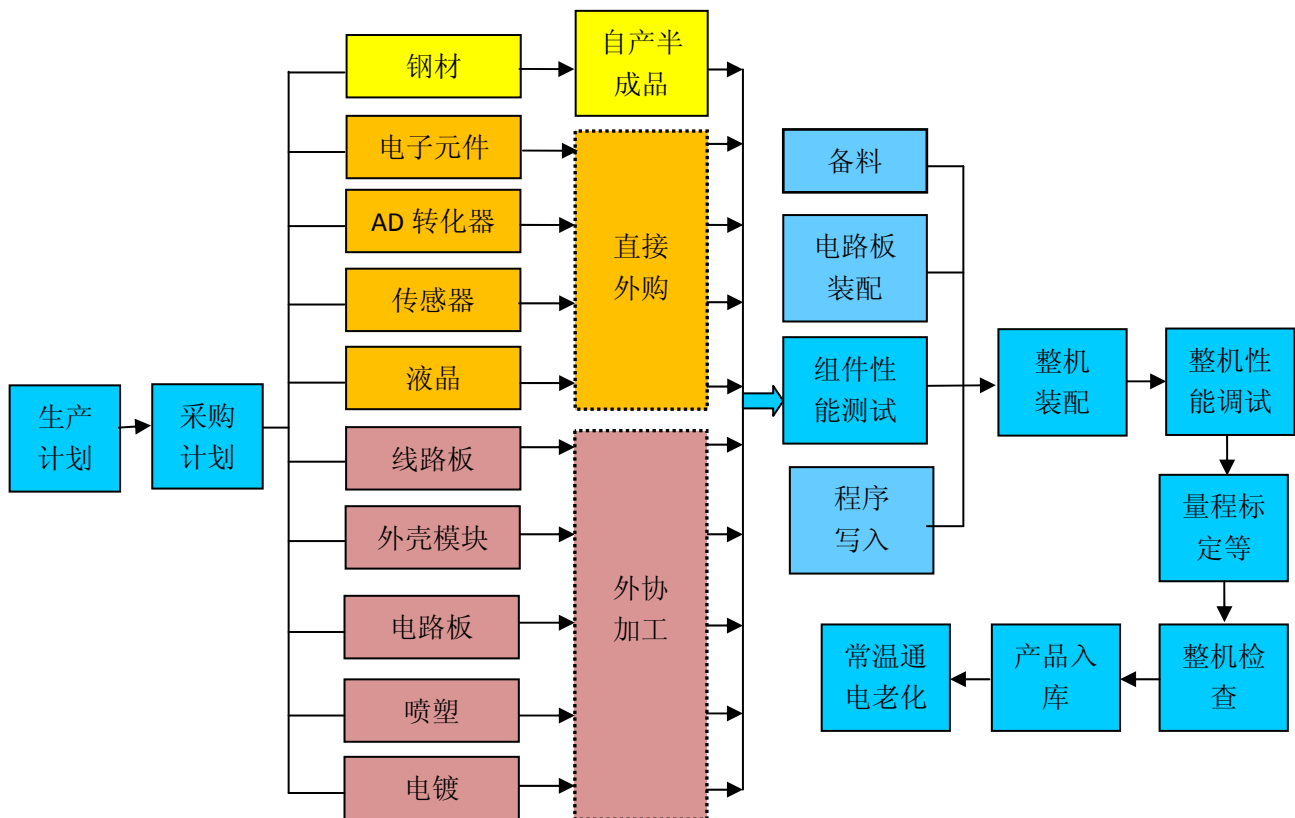 生产
计划
采购
计划
钢材
电子元件
AD 转化器
传感器
液晶
线路板
外壳模块
电路板
喷塑
电镀
自产半
成品
直接
外购
外协
加工
备料
电路板
装配
组件性
能测试
程序
写入
整机
装配
整机性
能调试
量程标
定等
整机检
查
产品入
库
常温通
电老化